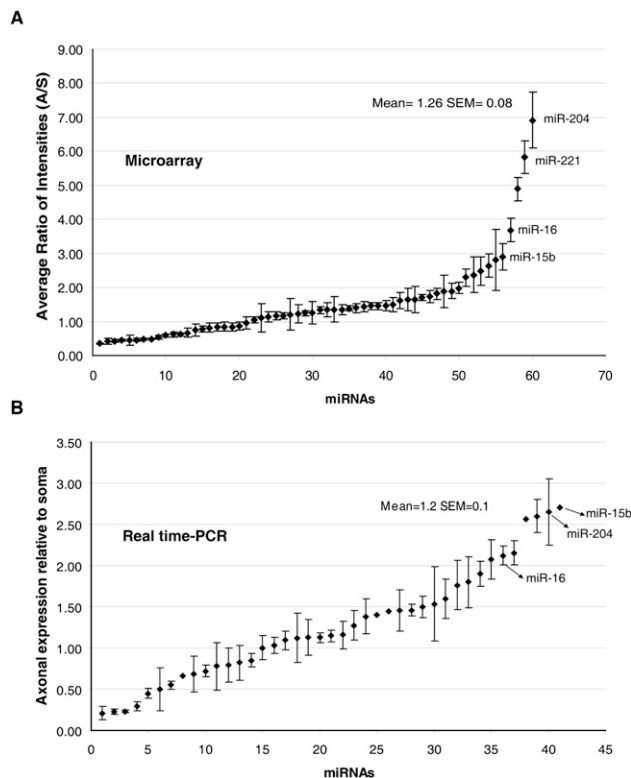 A
9.00
8.00
7.00
6.00
5.00
4.00
3.00
2.00
1.00
0.00
Average Ratio of Intensities (A/S)
Mean= 1.26 SEM= 0.08
Microarray
miR-204
miR-221
miR-16
miR-15b
0 10 20 30 40 50 60 70
miRNAs
B
3.50
3.00
2.50
2.00
1.50
1.00
0.50
0.00
Axonal expression relative to soma
Mean=1.2 SEM=0.1
Real time-PCR
miR-15b
miR-204
miR-16
0 5 10 15 20 25 30 35 40 45
miRNAs